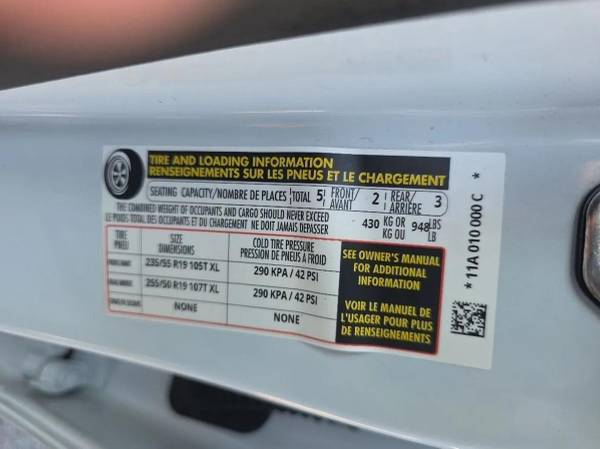 TIRE AND LOADING INFORMATION
RENSEIGNEMENTS SUR LES PNEUS ET LE CHARGEMENT
SEATING CAPACITY/NOMBRE DE PLACES TOTAL 5 FRONT/AVANT 2 REAR/ARRIÈRE 3
THE COMBINED WEIGHT OF OCCUPANTS AND CARGO SHOULD NEVER EXCEED
LE POIDS TOTAL DES OCCUPANTS ET DU CHARGEMENT NE DOIT JAMAIS DEPASSER
430 KG OR 948 LBS
KG OU LB
TIRE PNEU
SIZE DIMENSIONS
COLD TIRE PRESSURE
PRESSION DE PNEUS À FROID
235/55 R19 105T XL
290 KPA / 42 PSI
255/50 R19 107T XL
290 KPA / 42 PSI
NONE
NONE
SEE OWNER'S MANUAL
FOR ADDITIONAL
INFORMATION
VOIR LE MANUEL DE
L'USAGER POUR PLUS
DE RENSEIGNEMENTS
* 11A 010 000 C *